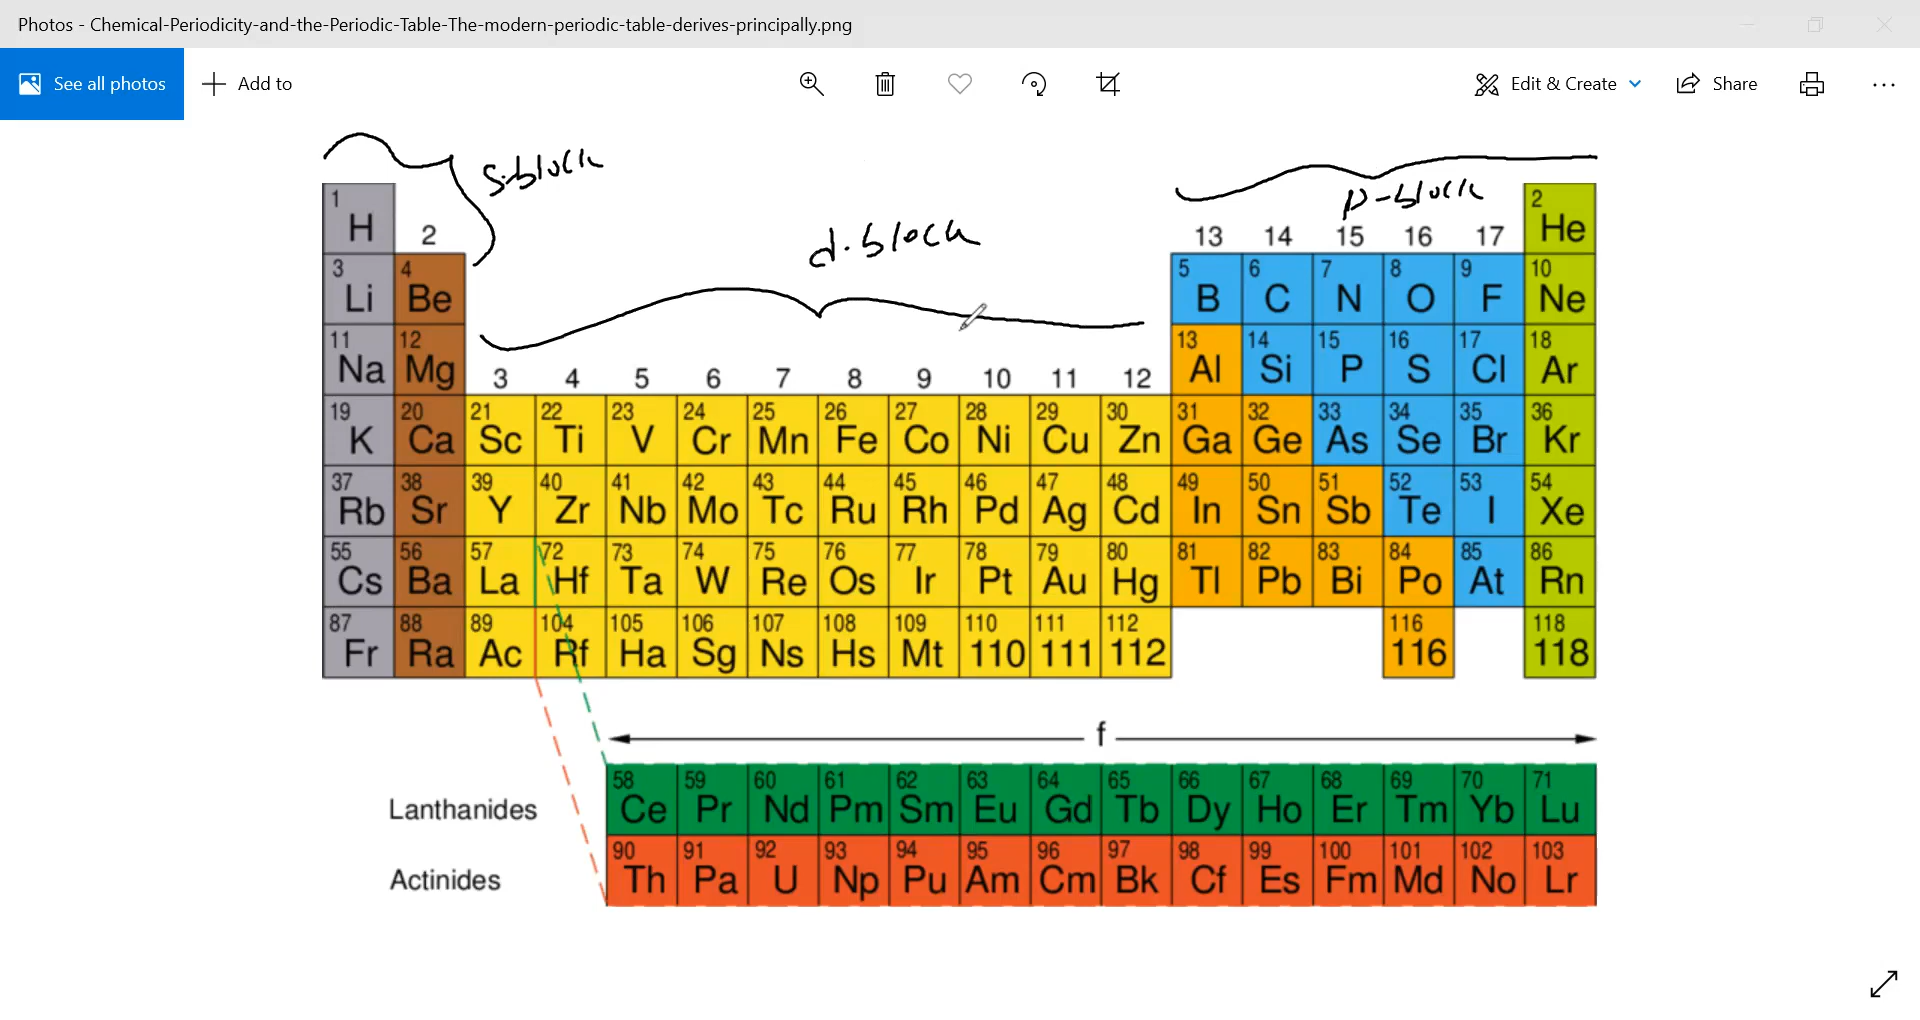 Photos - Chemical-Periodicity-and-the-Periodic-Table-The-modern-periodic-table-derives-principally.png
See all photos Add to Edit & Create Share
s-block
p-block
d-block
1 2
H 2 13 14 15 16 17 He
3 4 5 6 7 8 9 10
Li Be B C N O F Ne
11 12 13 14 15 16 17 18
Na Mg 3 4 5 6 7 8 9 10 11 12 Al Si P S Cl Ar
19 20 21 22 23 24 25 26 27 28 29 30 31 32 33 34 35 36
K Ca Sc Ti V Cr Mn Fe Co Ni Cu Zn Ga Ge As Se Br Kr
37 38 39 40 41 42 43 44 45 46 47 48 49 50 51 52 53 54
Rb Sr Y Zr Nb Mo Tc Ru Rh Pd Ag Cd In Sn Sb Te I Xe
55 56 57 72 73 74 75 76 77 78 79 80 81 82 83 84 85 86
Cs Ba La Hf Ta W Re Os Ir Pt Au Hg Tl Pb Bi Po At Rn
87 88 89 104 105 106 107 108 109 110 111 112 116 118
Fr Ra Ac Rf Ha Sg Ns Hs Mt 110 111 112 116 118
f
58 59 60 61 62 63 64 65 66 67 68 69 70 71
Lanthanides Ce Pr Nd Pm Sm Eu Gd Tb Dy Ho Er Tm Yb Lu
90 91 92 93 94 95 96 97 98 99 100 101 102 103
Actinides Th Pa U Np Pu Am Cm Bk Cf Es Fm Md No Lr